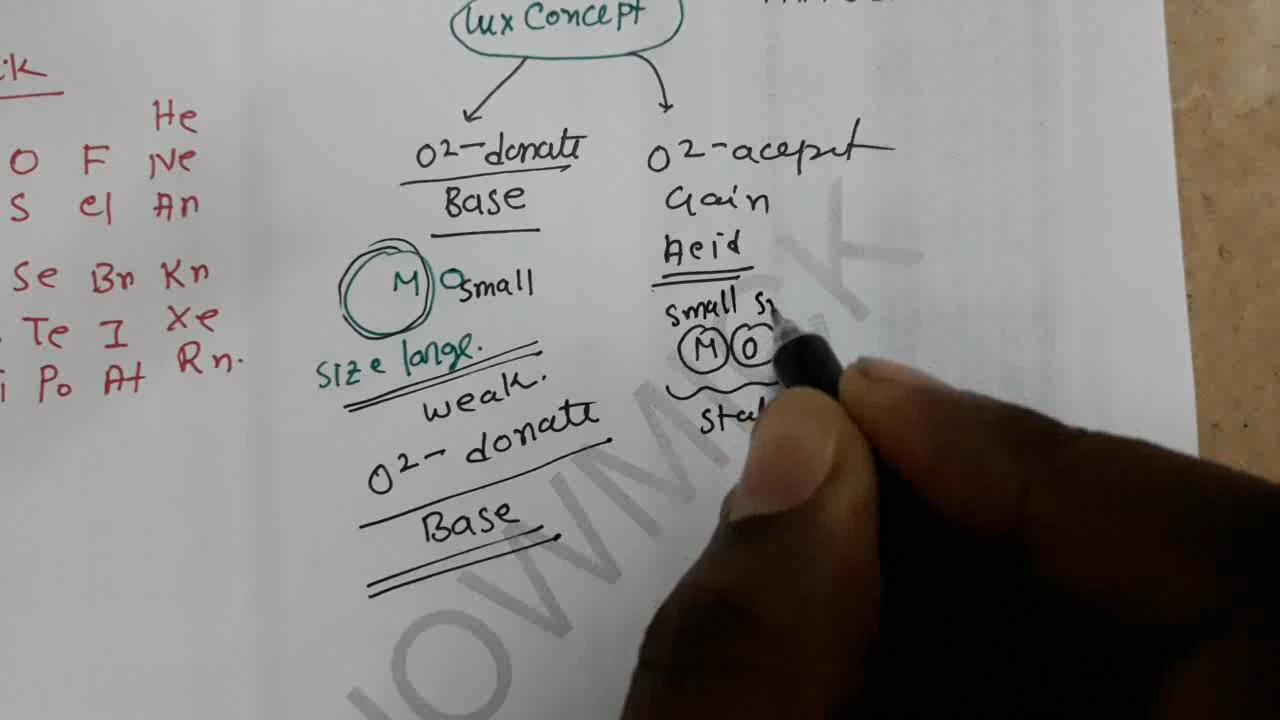 Lux Concept
He
O F Ne
S Cl Ar
Se Br Kr
Te I Xe
Po At Rn.
O2- donate
Base
M O small
size large.
weak.
O2- donate
Base
O2- acept
Gain
Acid
small
M O